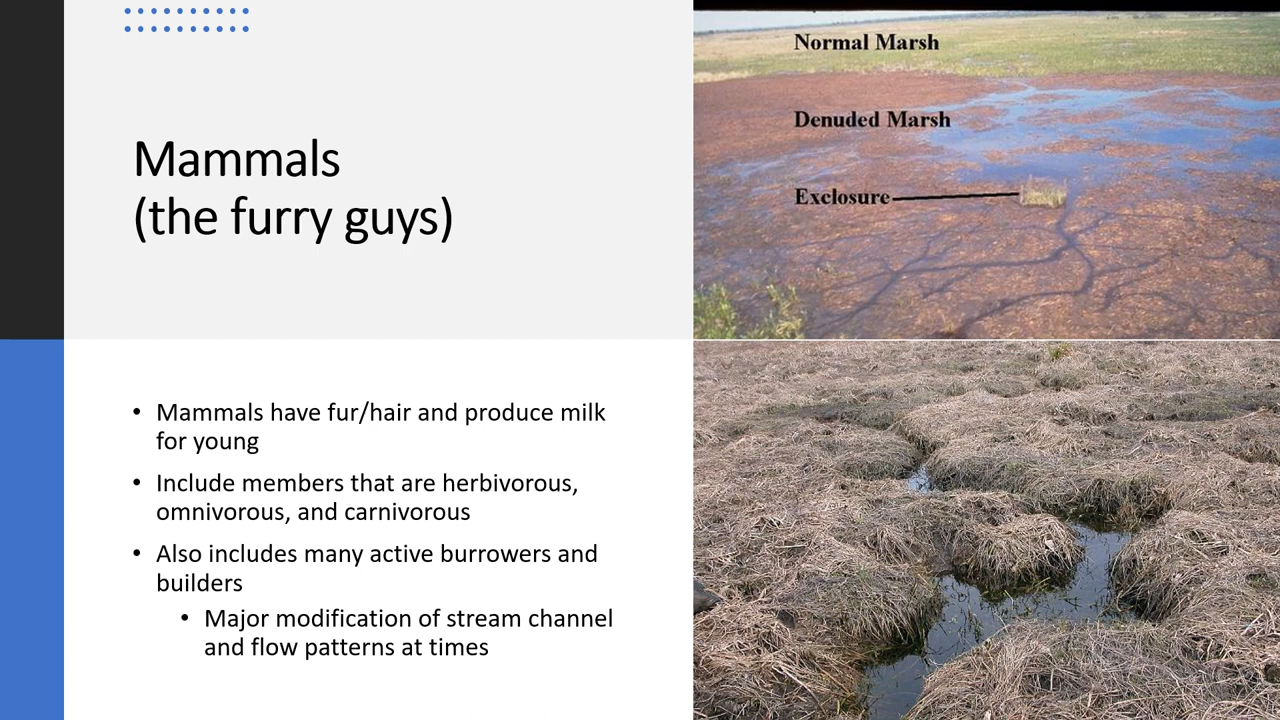 Mammals
(the furry guys)
• Mammals have fur/hair and produce milk
for young
• Include members that are herbivorous,
omnivorous, and carnivorous
• Also includes many active burrowers and
builders
• Major modification of stream channel
and flow patterns at times
Normal Marsh
Denuded Marsh
Exclosure